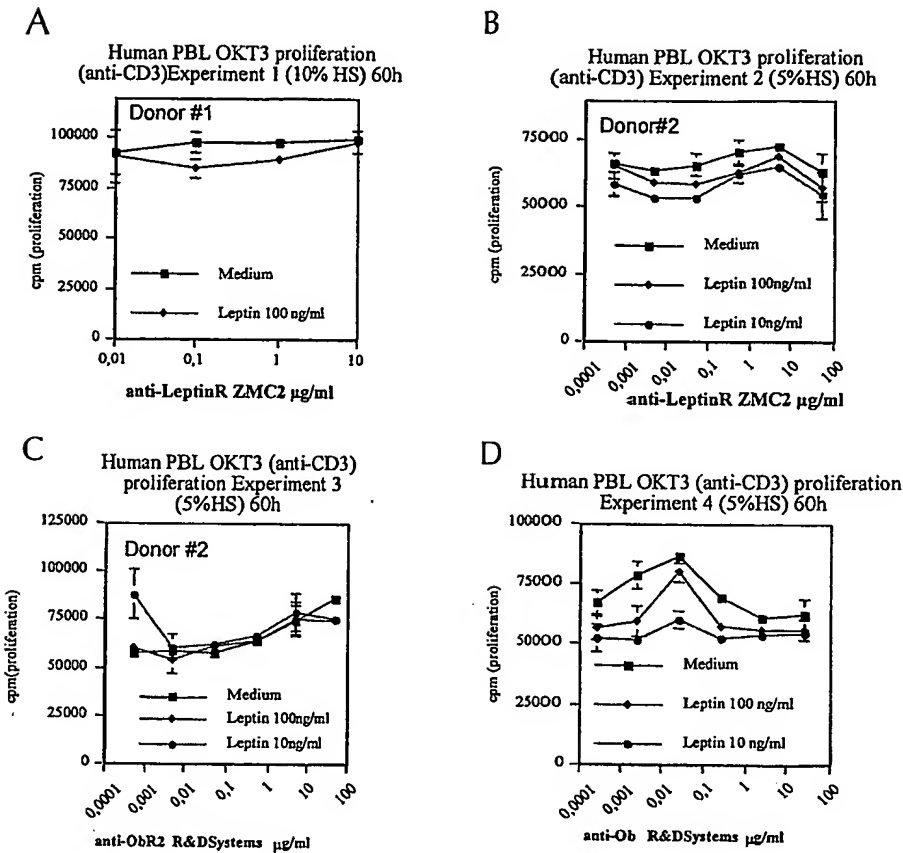 A
Human PBL OKT3 proliferation
(anti-CD3)Experiment 1 (10% HS) 60h
Donor #1
100000
75000
50000
25000
0
cpm (proliferation)
Medium
Leptin 100 ng/ml
0,01
0,1
1
10
anti-LeptinR ZMC2 µg/ml
B
Human PBL OKT3 proliferation
(anti-CD3) Experiment 2 (5%HS) 60h
Donor#2
75000
50000
25000
0
cpm (proliferation)
Medium
Leptin 100ng/ml
Leptin 10ng/ml
0,0001
0,001
0,01
0,1
1
10
100
anti-LeptinR ZMC2 µg/ml
C
Human PBL OKT3 (anti-CD3)
proliferation Experiment 3
(5%HS) 60h
Donor #2
125000
100000
75000
50000
25000
0
cpm(proliferation)
Medium
Leptin 100ng/ml
Leptin 10ng/ml
0,0001
0,001
0,01
0,1
1
10
100
anti-ObR2 R&DSystems µg/ml
D
Human PBL OKT3 (anti-CD3) proliferation
Experiment 4 (5%HS) 60h
100000
75000
50000
25000
0
cpm (proliferation)
Medium
Leptin 100 ng/ml
Leptin 10 ng/ml
0,0001
0,001
0,01
0,1
1
10
100
anti-Ob R&DSystems µg/ml